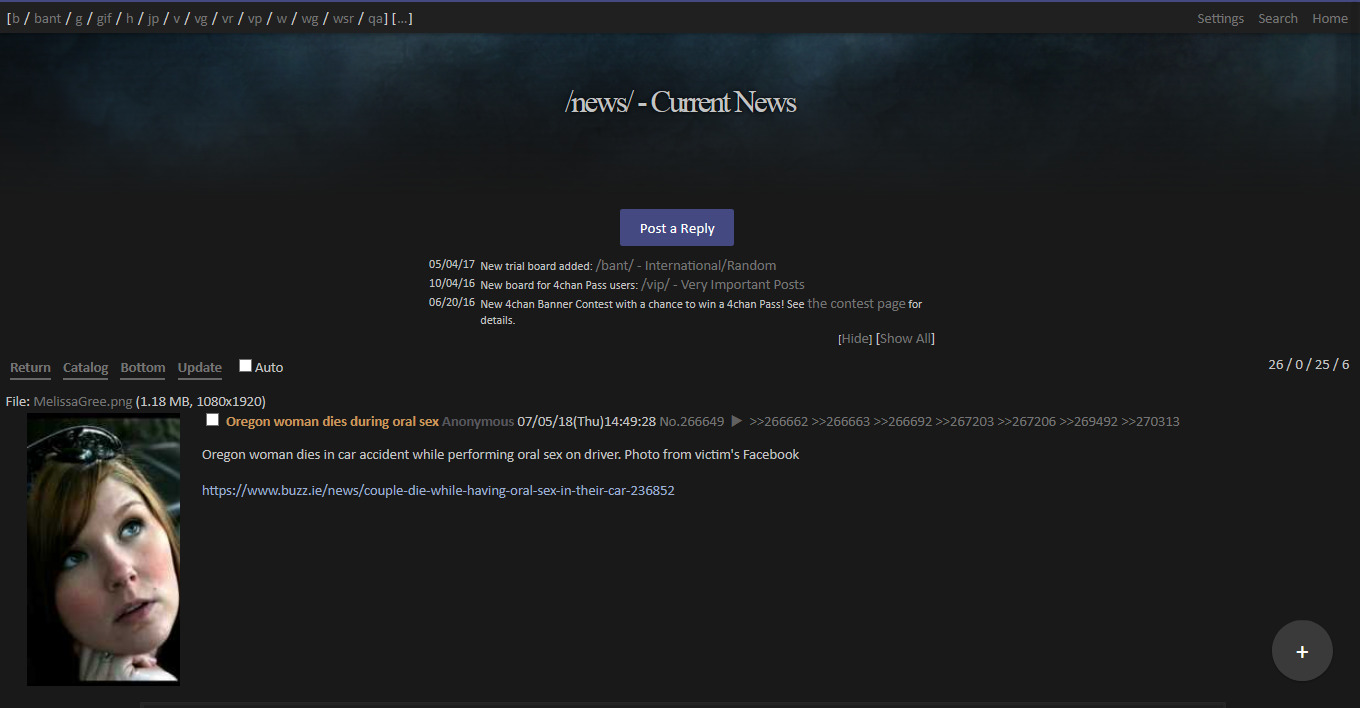 [b / bant / g / gif / h / jp / v / vg / vr / vp / w / wg / wsr / qa] [...]
Settings Search Home
/news/ - Current News
Post a Reply
05/04/17 New trial board added: /bant/ - International/Random
10/04/16 New board for 4chan Pass users: /vip/ - Very Important Posts
06/20/16 New 4chan Banner Contest with a chance to win a 4chan Pass! See the contest page for
details.
[Hide] [Show All]
Return Catalog Bottom Update Auto
26 / 0 / 25 / 6
File: MelissaGree.png (1.18 MB, 1080x1920)
Oregon woman dies during oral sex Anonymous 07/05/18(Thu)14:49:28 No.266649 ▶ >>266662 >>266663 >>266692 >>267203 >>267206 >>269492 >>270313
Oregon woman dies in car accident while performing oral sex on driver. Photo from victim's Facebook
https://www.buzz.ie/news/couple-die-while-having-oral-sex-in-their-car-236852
+